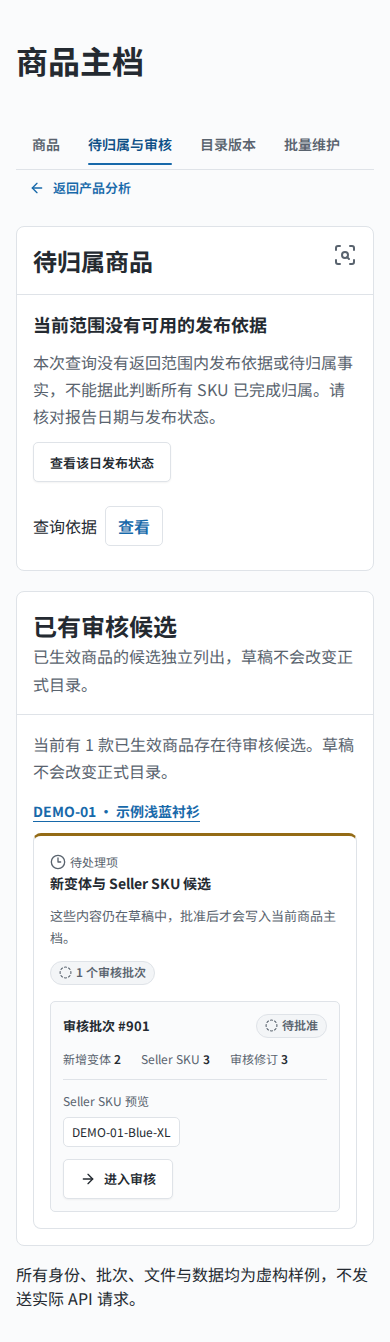 商品主档
商品 待归属与审核 目录版本 批量维护
← 返回产品分析
待归属商品
当前范围没有可用的发布依据
本次查询没有返回范围内发布依据或待归属事
实，不能据此判断所有 SKU 已完成归属。请
核对报告日期与发布状态。
查看该日发布状态
查询依据 查看
已有审核候选
已生效商品的候选独立列出，草稿不会改变正
式目录。
当前有 1 款已生效商品存在待审核候选。草稿
不会改变正式目录。
DEMO-01 · 示例浅蓝衬衫
待处理项
新变体与 Seller SKU 候选
这些内容仍在草稿中，批准后才会写入当前商品主
档。
1 个审核批次
审核批次 #901 待批准
新增变体 2 Seller SKU 3 审核修订 3
Seller SKU 预览
DEMO-01-Blue-XL
→ 进入审核
所有身份、批次、文件与数据均为虚构样例，不发
送实际 API 请求。